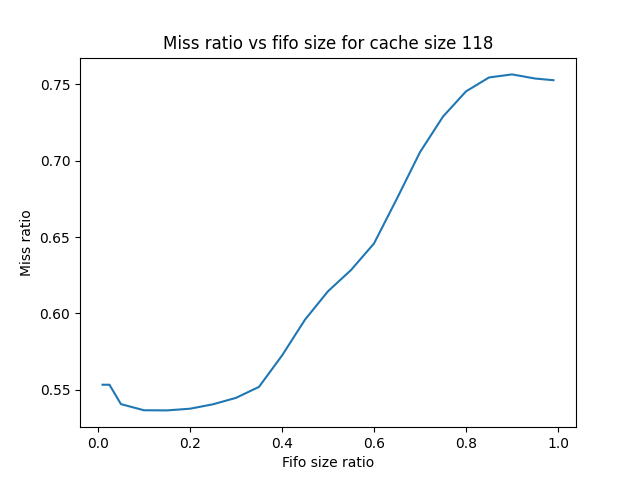 Miss ratio vs fifo size for cache size 118
0.75
0.70
0.65
0.60
0.55
Miss ratio
0.0 0.2 0.4 0.6 0.8 1.0
Fifo size ratio